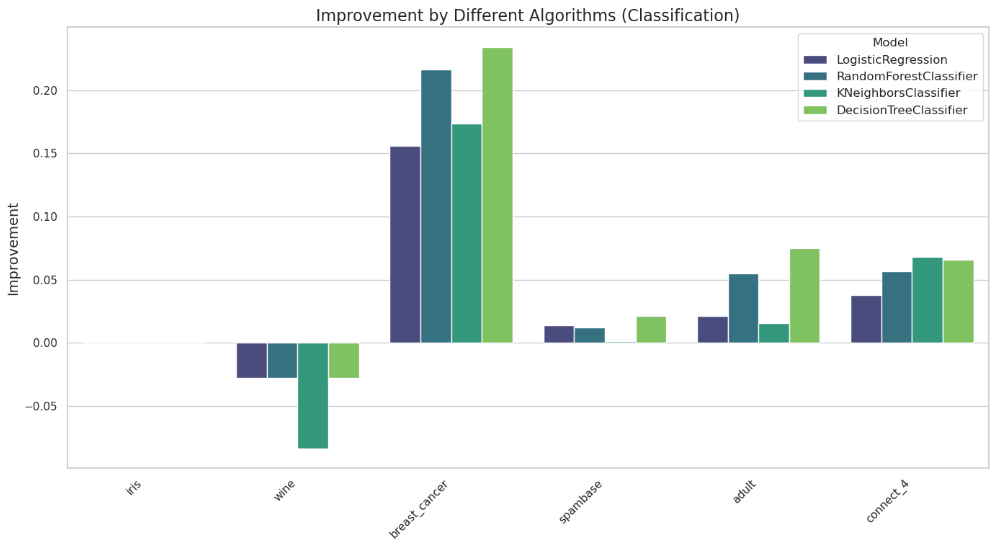 Improvement by Different Algorithms (Classification)
Model
LogisticRegression
RandomForestClassifier
KNeighborsClassifier
DecisionTreeClassifier
Improvement
0.20
0.15
0.10
0.05
0.00
−0.05
iris
wine
breast_cancer
spambase
adult
connect_4